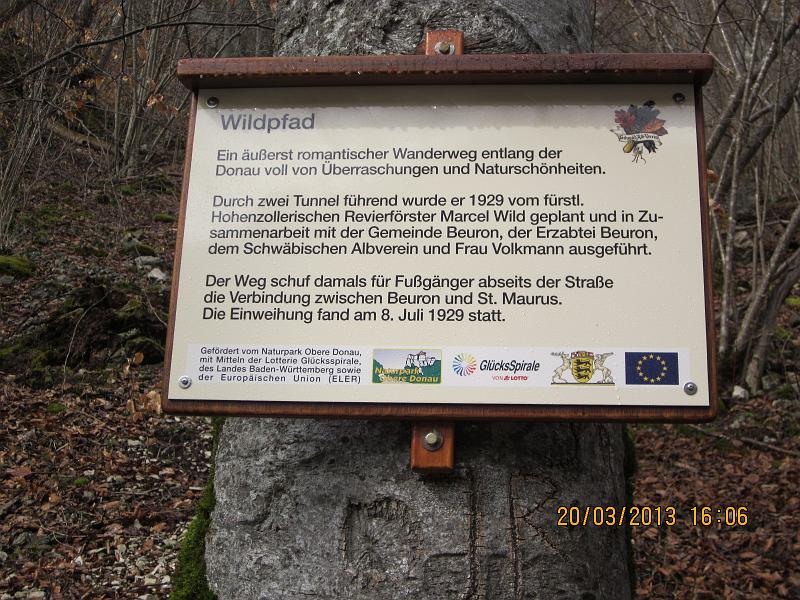 Wildpfad
Ein äußerst romantischer Wanderweg entlang der
Donau voll von Überraschungen und Naturschönheiten.
Durch zwei Tunnel führend wurde er 1929 vom fürstl.
Hohenzollerischen Revierförster Marcel Wild geplant und in Zu-
sammenarbeit mit der Gemeinde Beuron, der Erzabtei Beuron,
dem Schwäbischen Albverein und Frau Volkmann ausgeführt.
Der Weg schuf damals für Fußgänger abseits der Straße
die Verbindung zwischen Beuron und St. Maurus.
Die Einweihung fand am 8. Juli 1929 statt.
Gefördert vom Naturpark Obere Donau,
mit Mitteln der Lotterie Glücksspirale,
des Landes Baden-Württemberg sowie
der Europäischen Union (ELER)
Naturpark
Obere Donau
GlücksSpirale
VON LOTTO
20/03/2013 16:06